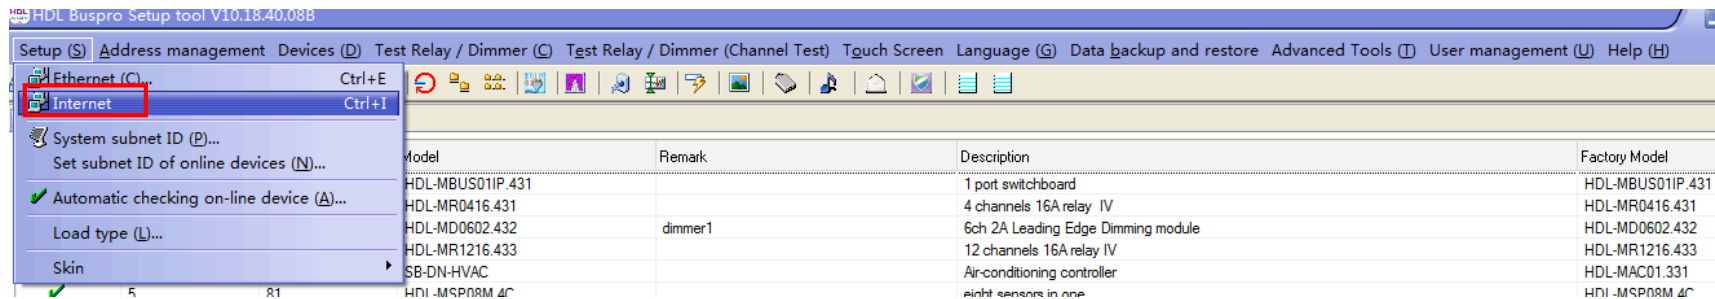 HDL Buspro Setup tool V10.18.40.08B
Setup (S) Address management Devices (D) Test Relay / Dimmer (C) Test Relay / Dimmer (Channel Test) Touch Screen Language (G) Data backup and restore Advanced Tools (T) User management (U) Help (H)
Ethernet (C)... Ctrl+E
Internet Ctrl+I
System subnet ID (P)...
Set subnet ID of online devices (N)...
Automatic checking on-line device (A)...
Load type (L)...
Skin
Model Remark Description Factory Model
HDL-MBUS01IP.431 1 port switchboard HDL-MBUS01IP.431
HDL-MR0416.431 4 channels 16A relay IV HDL-MR0416.431
HDL-MD0602.432 dimmer1 6ch 2A Leading Edge Dimming module HDL-MD0602.432
HDL-MR1216.433 12 channels 16A relay IV HDL-MR1216.433
SB-DN-HVAC Air-conditioning controller HDL-MAC01.331
5 81 HDL-MSP08M.4C eight sensors in one HDL-MSP08M.4C